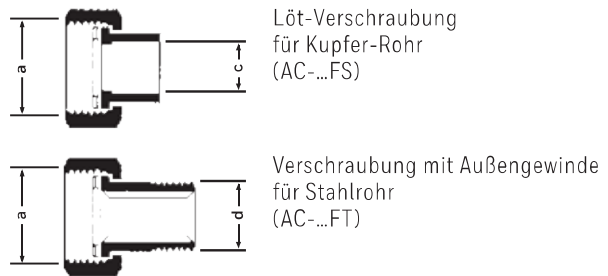 a
c
Löt-Verschraubung
für Kupfer-Rohr
(AC-...FS)
a
d
Verschraubung mit Außengewinde
für Stahlrohr
(AC-...FT)